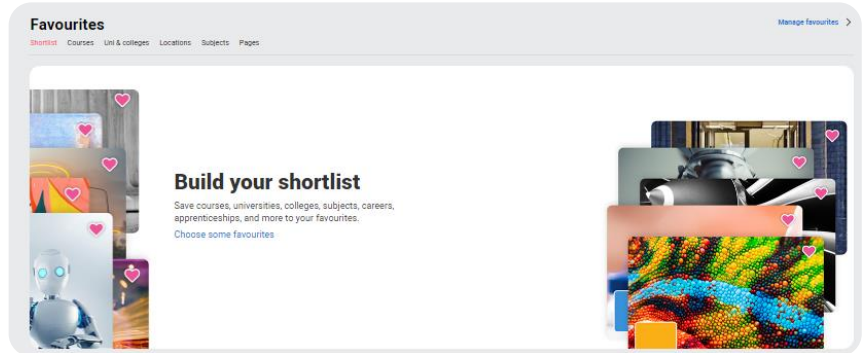 Favourites
Manage favourites
Shortlist Courses Uni & colleges Locations Subjects Pages
Build your shortlist
Save courses, universities, colleges, subjects, careers,
apprenticeships, and more to your favourites.
Choose some favourites